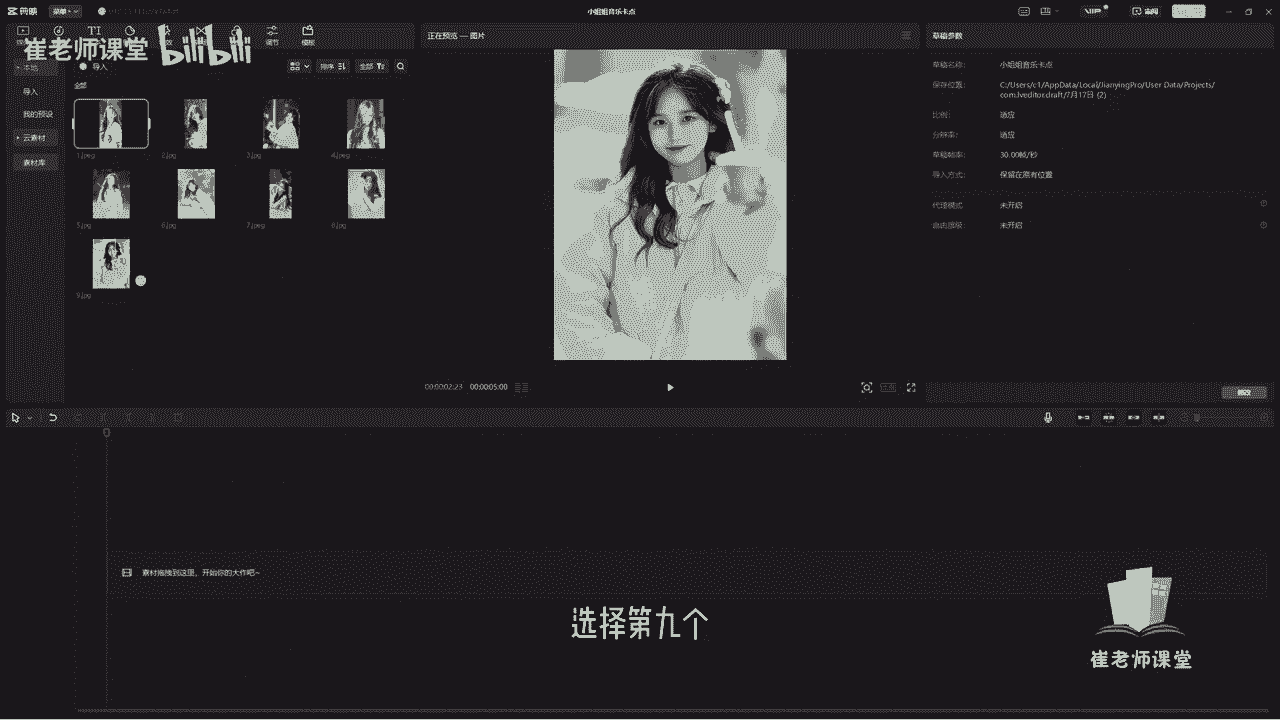 剪映 菜单
小姐姐音乐卡点
VIP
TI
调节 模板
崔老师课堂 bilibili
正在预览 — 图片
草稿参数
本地
导入
排序 全部
全部
导入
我的预设
云素材
素材库
1.jpeg 2.jpg 3.jpg 4.jpeg
5.jpg 6.jpg 7.jpeg 8.jpg
9.jpg
草稿名称: 小姐姐音乐卡点
保存位置: C:/Users/c1/AppData/Local/JianyingPro/User Data/Projects/
com.lveditor.draft/7月17日 (2)
比例: 适应
分辨率: 适应
草稿帧率: 30.00帧/秒
导入方式: 保留在原有位置
代理模式: 未开启
自由层级: 未开启
00:00:02:23 00:00:05:00
修改
素材拖拽到这里，开始你的大作吧~
选择第九个
崔老师课堂